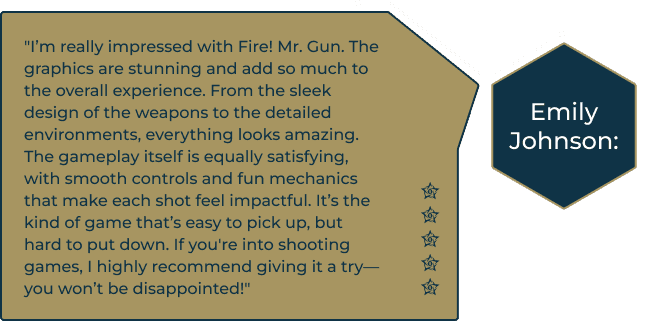 "I'm really impressed with Fire! Mr. Gun. The
graphics are stunning and add so much to
the overall experience. From the sleek
design of the weapons to the detailed
environments, everything looks amazing.
The gameplay itself is equally satisfying,
with smooth controls and fun mechanics
that make each shot feel impactful. It's the
kind of game that's easy to pick up, but
hard to put down. If you're into shooting
games, I highly recommend giving it a try—
you won't be disappointed!"
Emily
Johnson: